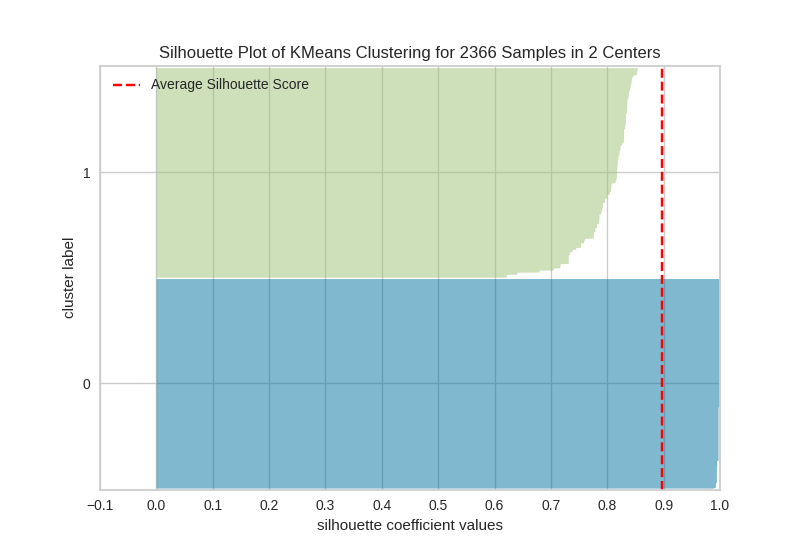 Silhouette Plot of KMeans Clustering for 2366 Samples in 2 Centers
Average Silhouette Score
1
cluster label
0
−0.1 0.0 0.1 0.2 0.3 0.4 0.5 0.6 0.7 0.8 0.9 1.0
silhouette coefficient values